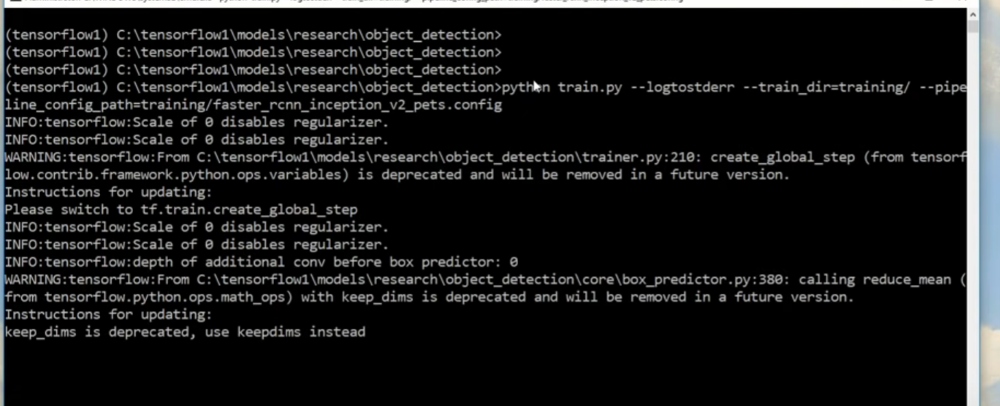 (tensorflow1) C:\tensorflow1\models\research\object_detection>
(tensorflow1) C:\tensorflow1\models\research\object_detection>
(tensorflow1) C:\tensorflow1\models\research\object_detection>
(tensorflow1) C:\tensorflow1\models\research\object_detection>python train.py --logtostderr --train_dir=training/ --pipe
line_config_path=training/faster_rcnn_inception_v2_pets.config
INFO:tensorflow:Scale of 0 disables regularizer.
INFO:tensorflow:Scale of 0 disables regularizer.
WARNING:tensorflow:From C:\tensorflow1\models\research\object_detection\trainer.py:210: create_global_step (from tensorf
low.contrib.framework.python.ops.variables) is deprecated and will be removed in a future version.
Instructions for updating:
Please switch to tf.train.create_global_step
INFO:tensorflow:Scale of 0 disables regularizer.
INFO:tensorflow:Scale of 0 disables regularizer.
INFO:tensorflow:depth of additional conv before box predictor: 0
WARNING:tensorflow:From C:\tensorflow1\models\research\object_detection\core\box_predictor.py:380: calling reduce_mean (
from tensorflow.python.ops.math_ops) with keep_dims is deprecated and will be removed in a future version.
Instructions for updating:
keep_dims is deprecated, use keepdims instead